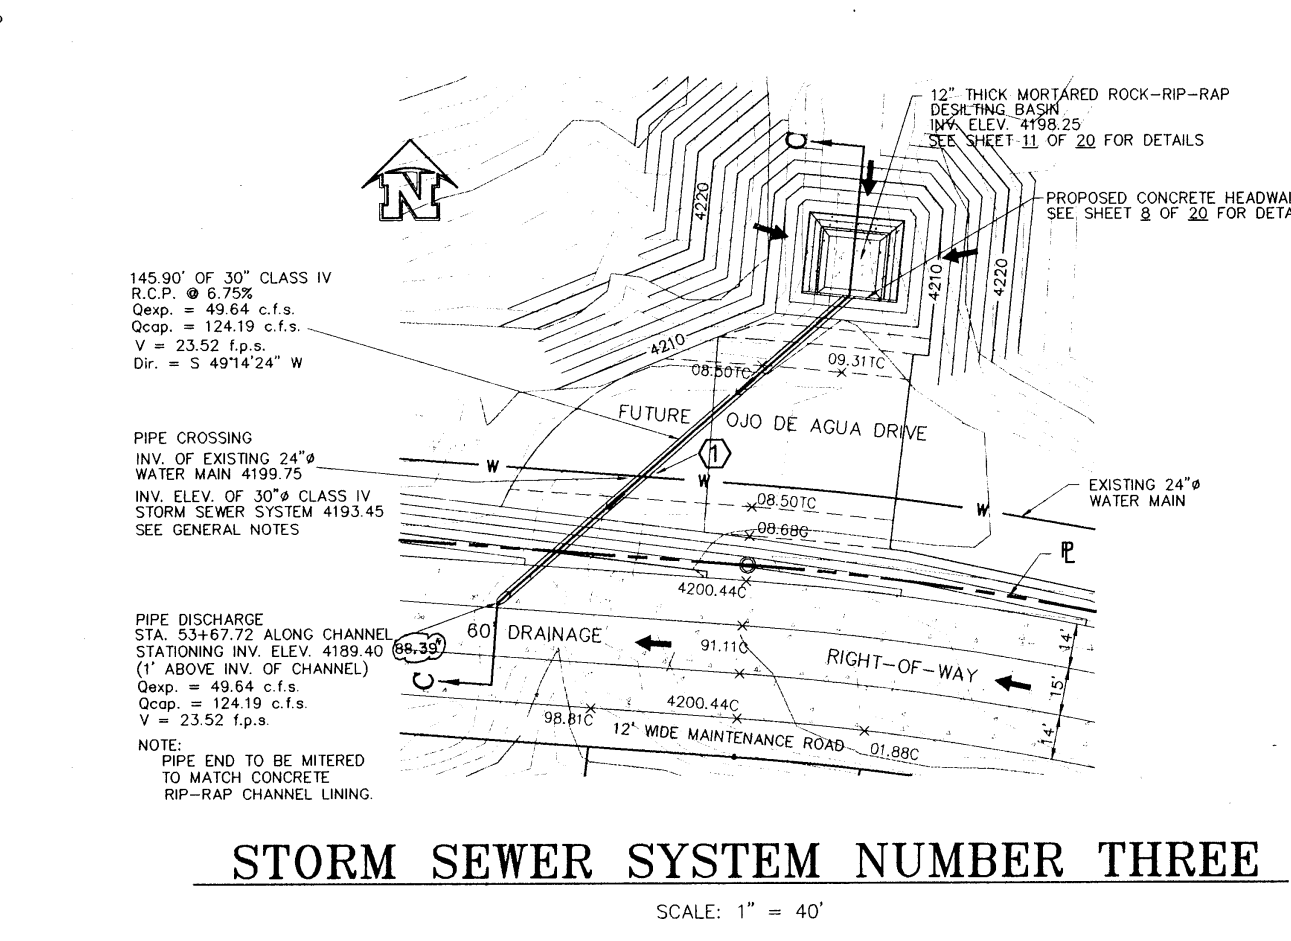 12" THICK MORTARED ROCK-RIP-RAP
DESILTING BASIN
INV. ELEV. 4198.25
SEE SHEET 11 OF 20 FOR DETAILS
C
N
4220
PROPOSED CONCRETE HEADWA
SEE SHEET 8 OF 20 FOR DETA
4210
4220
145.90' OF 30" CLASS IV
R.C.P. @ 6.75%
Qexp. = 49.64 c.f.s.
Qcap. = 124.19 c.f.s.
V = 23.52 f.p.s.
Dir. = S 49°14'24" W
4210
08.50TC
09.31TC
FUTURE OJO DE AGUA DRIVE
PIPE CROSSING
INV. OF EXISTING 24"ø
WATER MAIN 4199.75
INV. ELEV. OF 30"ø CLASS IV
STORM SEWER SYSTEM 4193.45
SEE GENERAL NOTES
1
W
W
W
EXISTING 24"ø
WATER MAIN
08.50TC
08.68G
PL
4200.44C
PIPE DISCHARGE
STA. 53+67.72 ALONG CHANNEL
STATIONING INV. ELEV. 4189.40
(1' ABOVE INV. OF CHANNEL)
Qexp. = 49.64 c.f.s.
Qcap. = 124.19 c.f.s.
V = 23.52 f.p.s.
88.39'
60' DRAINAGE
91.11C
RIGHT-OF-WAY
14'
15'
14'
C
4200.44C
98.81C
12' WIDE MAINTENANCE ROAD
01.88C
NOTE:
PIPE END TO BE MITERED
TO MATCH CONCRETE
RIP-RAP CHANNEL LINING.
STORM SEWER SYSTEM NUMBER THREE
SCALE: 1" = 40'